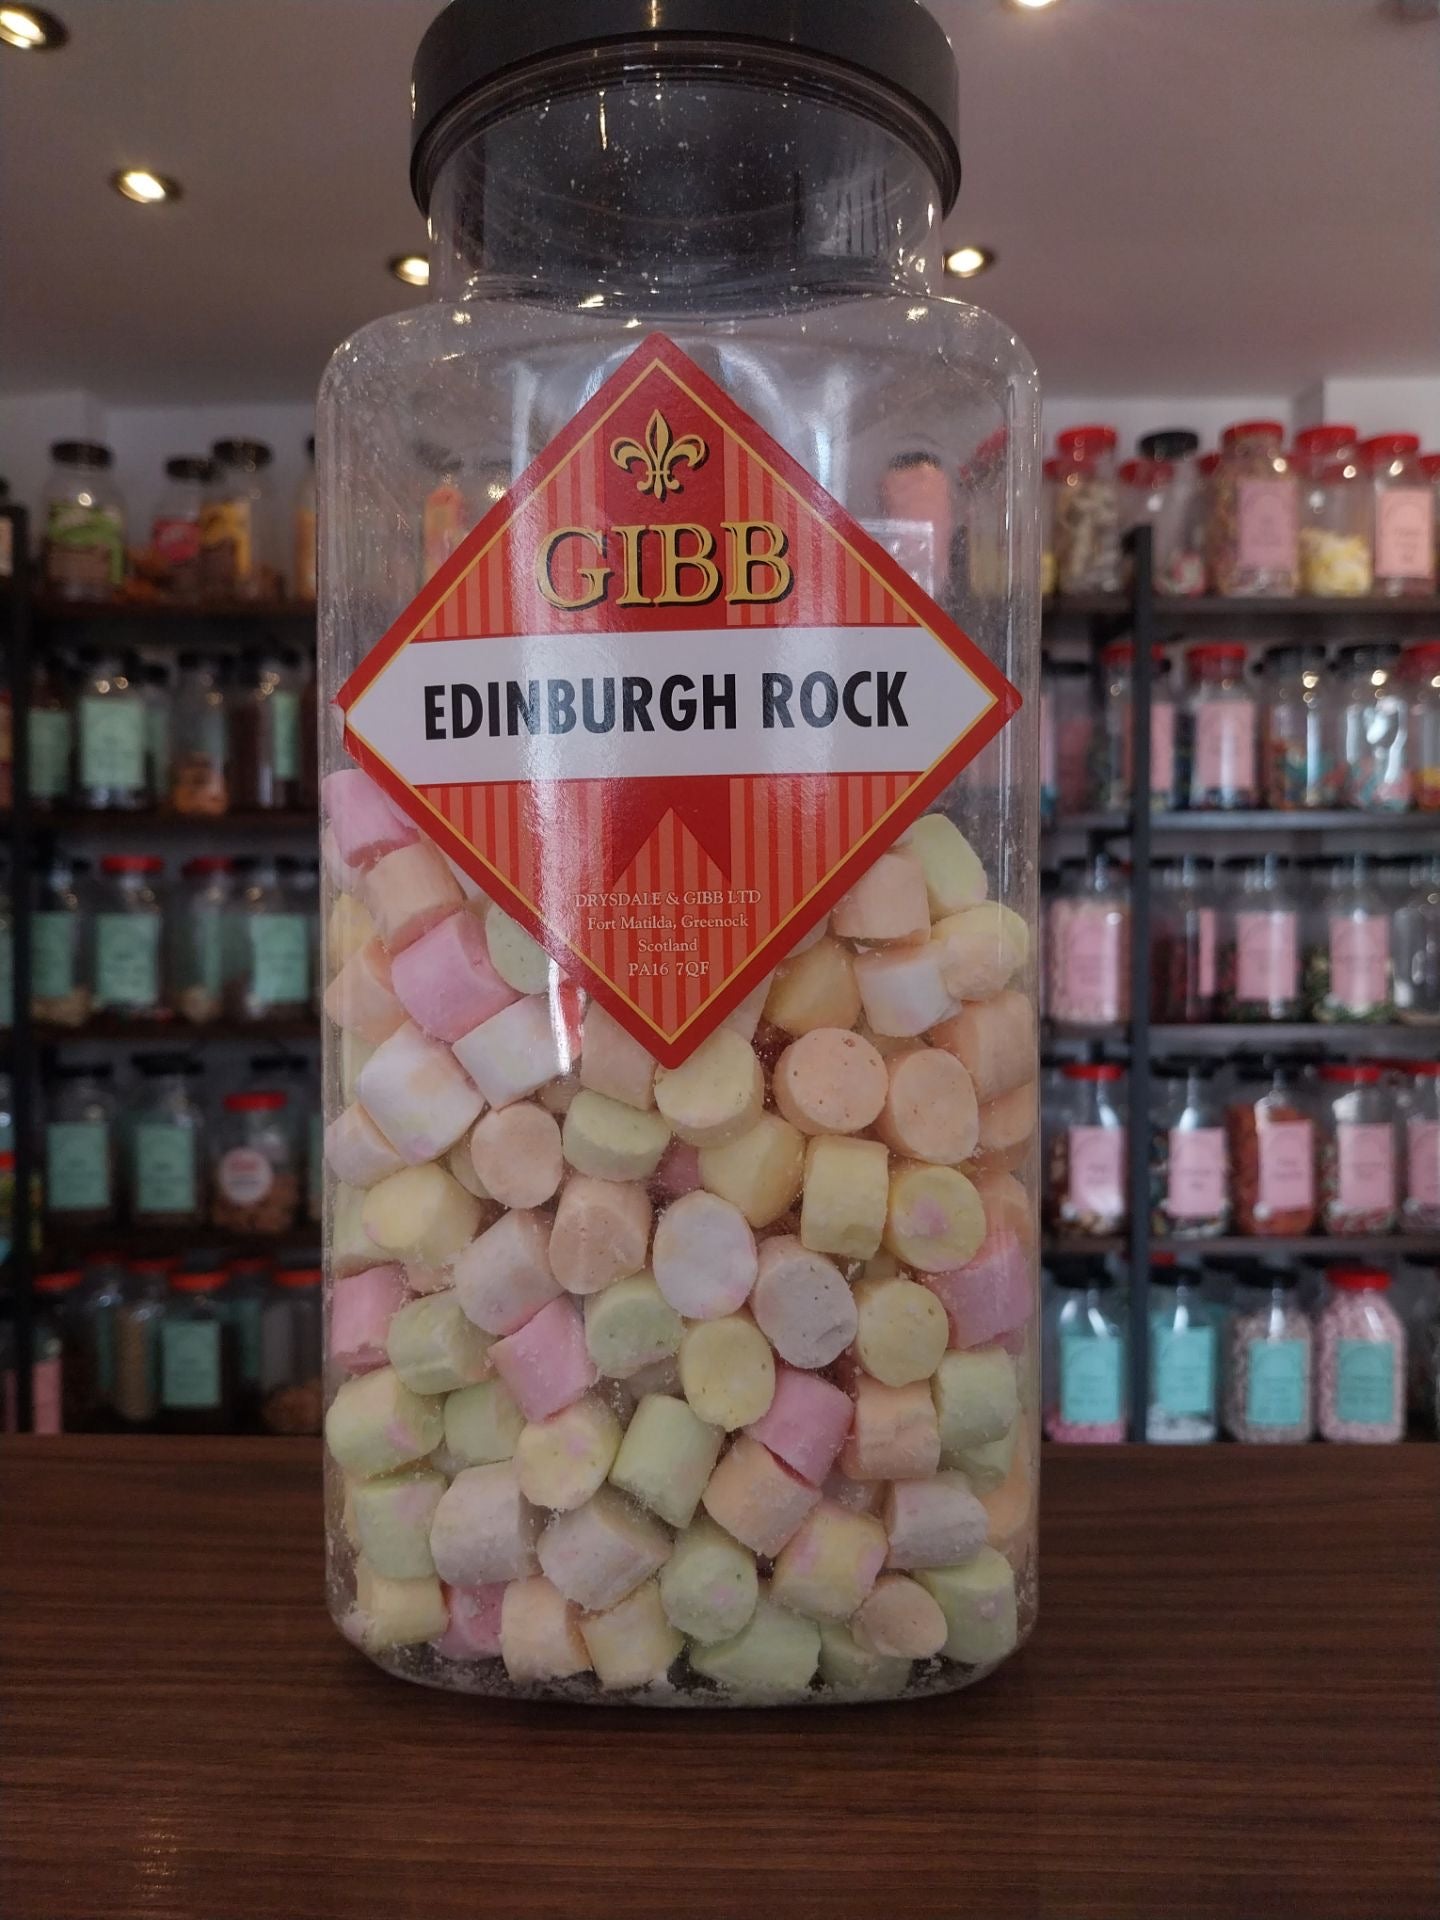 GIBB
EDINBURGH ROCK
DRYSDALE & GIBB LTD
Fort Matilda, Greenock
Scotland
PA16 7QF